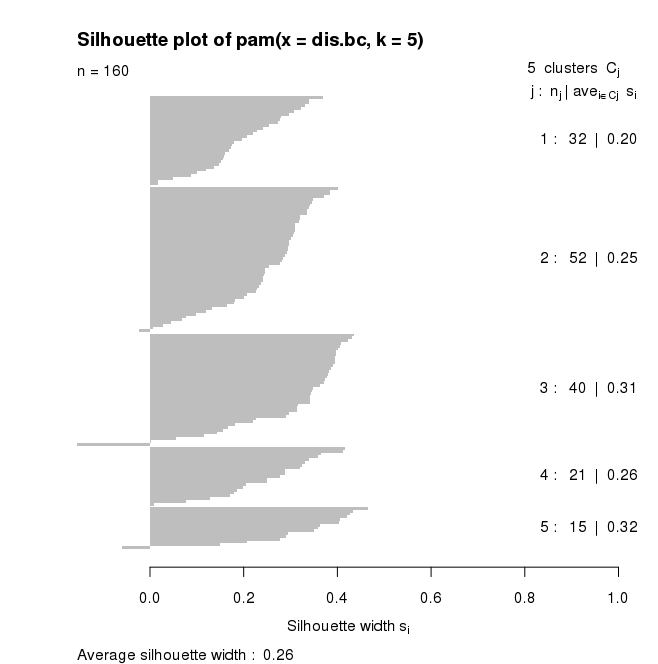 Silhouette plot of pam(x = dis.bc, k = 5)
n = 160
5 clusters Cj
j : nj | avei∈Cj si
1 : 32 | 0.20
2 : 52 | 0.25
3 : 40 | 0.31
4 : 21 | 0.26
5 : 15 | 0.32
0.0 0.2 0.4 0.6 0.8 1.0
Silhouette width si
Average silhouette width : 0.26